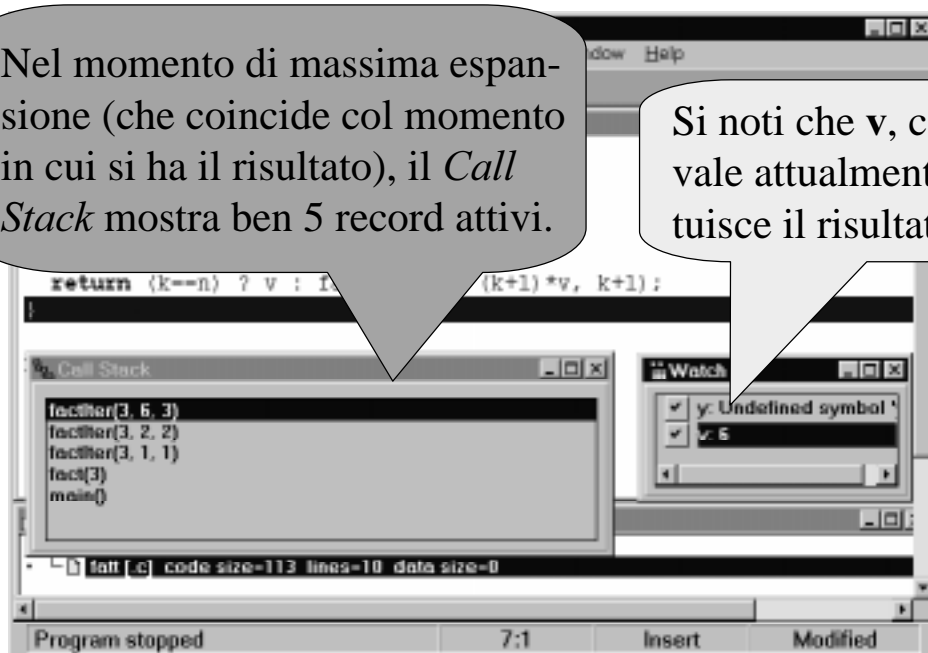 Nel momento di massima espan-
sione (che coincide col momento
in cui si ha il risultato), il Call
Stack mostra ben 5 record attivi.
Help
Si noti che v, c
vale attualment
tuisce il risultat
return (k==n) ? v : (k+1)*v, k+1);
}
Call Stack
factIter(3, 6, 3)
factIter(3, 2, 2)
factIter(3, 1, 1)
fact(3)
main()
Watch
y: Undefined symbol '
v: 6
fatt [.c] code size=113 lines=10 data size=0
Program stopped 7:1 Insert Modified